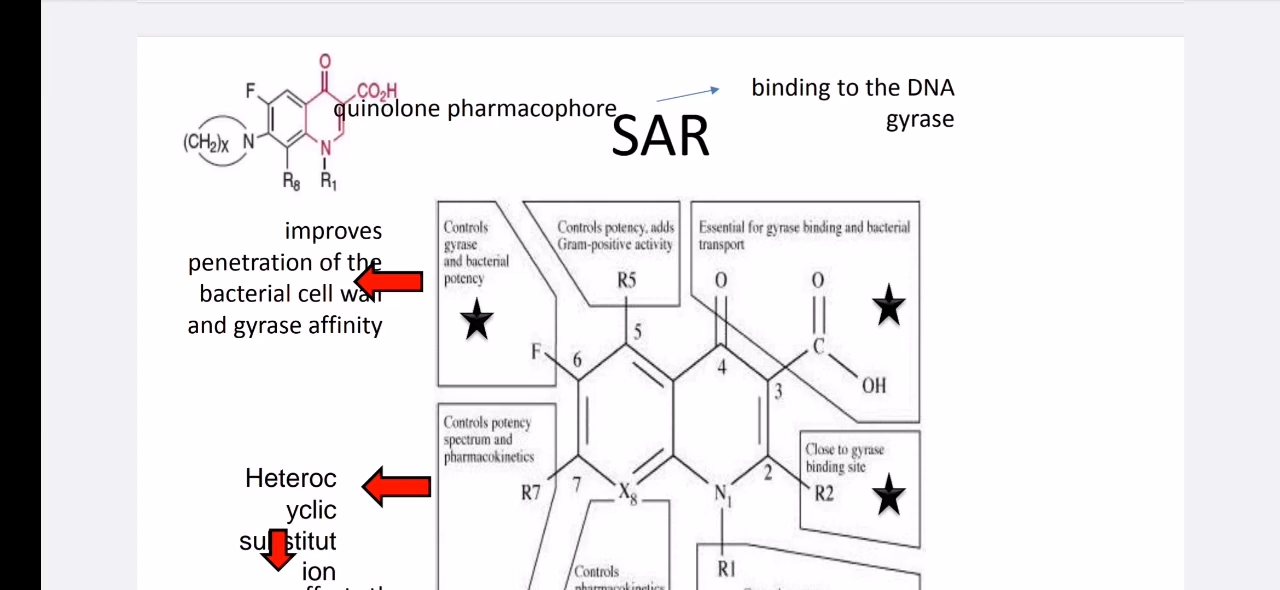 O
F
CO₂H
quinolone pharmacophore
(CH₂)x N
N
R₈ R₁
binding to the DNA
gyrase
SAR
improves
penetration of the
bacterial cell wall
and gyrase affinity
Controls
gyrase
and bacterial
potency
Controls potency, adds
Gram-positive activity
Essential for gyrase binding and bacterial
transport
R5
O
O
5
F
6
4
C
3
OH
Controls potency
spectrum and
pharmacokinetics
Close to gyrase
binding site
Heteroc
yclic
substitut
ion
R7
7
X₈
N₁
2
R2
R1
Controls
pharmacokinetics